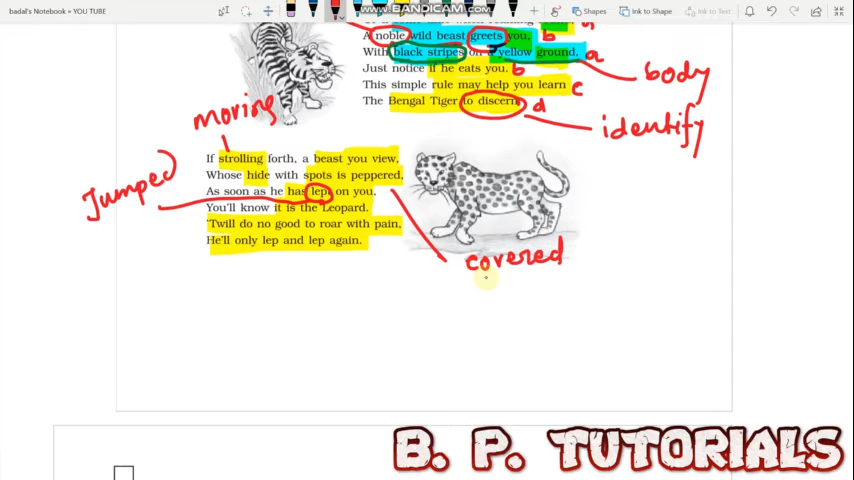 badal's Notebook » YOU TUBE
www.BANDICAM.com
Shapes
Ink to Shape
Ink to Text
A noble wild beast greets you, b
With black stripes on a yellow ground, a
body
Just notice if he eats you. b
This simple rule may help you learn c
The Bengal Tiger to discern d
identify
moving
If strolling forth, a beast you view,
Whose hide with spots is peppered,
As soon as he has lept on you,
Jumped
You'll know it is the Leopard.
'Twill do no good to roar with pain,
He'll only lep and lep again.
covered
B. P. TUTORIALS